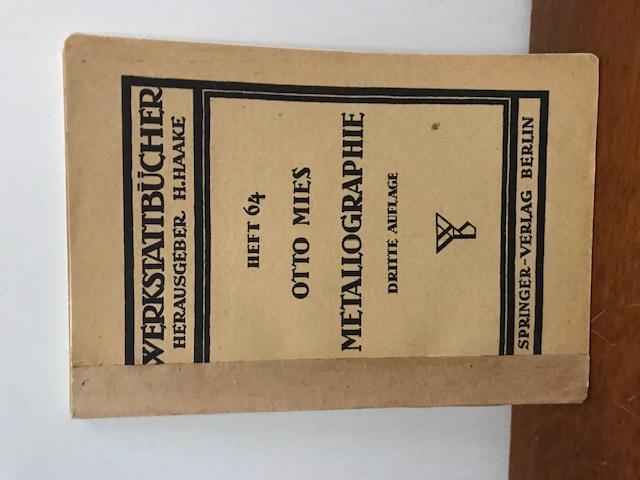 WERKSTATTBÜCHER
HERAUSGEBER H. HAAKE
HEFT 64
OTTO MIES
METALLOGRAPHIE
DRITTE AUFLAGE
SPRINGER-VERLAG BERLIN